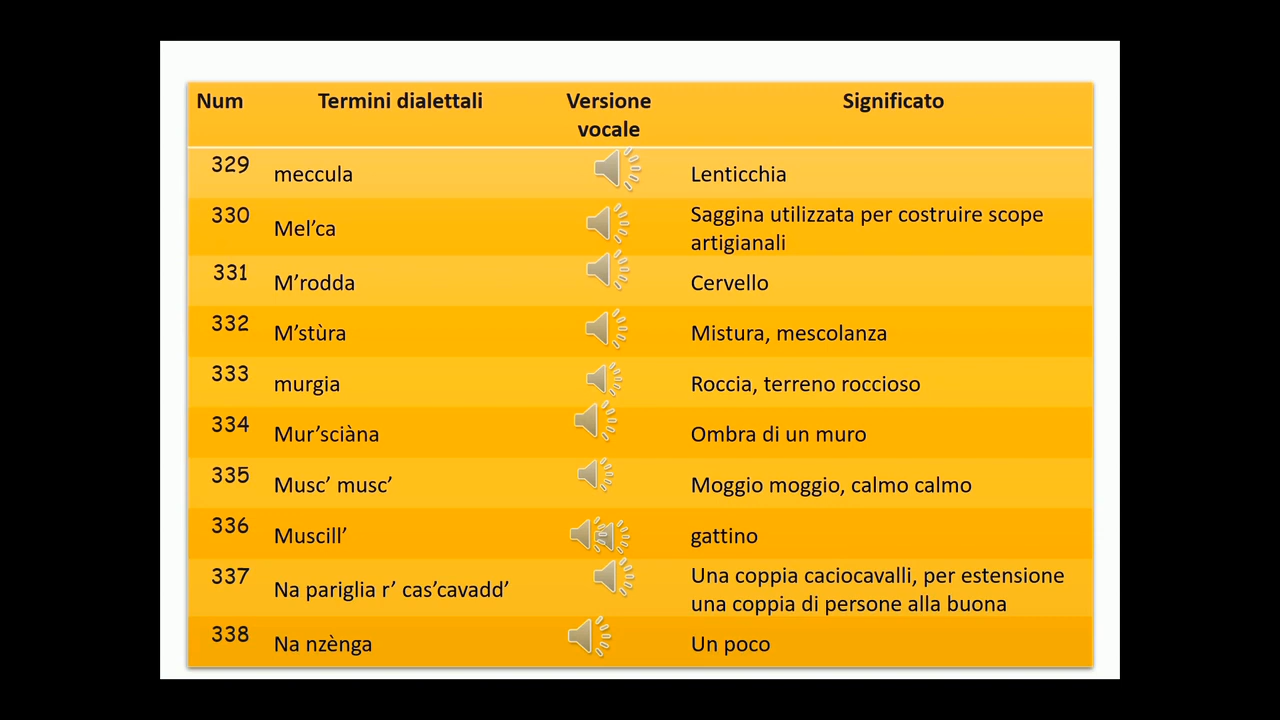 Num Termini dialettali Versione vocale Significato
329 meccula Lenticchia
330 Mel’ca Saggina utilizzata per costruire scope
artigianali
331 M’rodda Cervello
332 M’stùra Mistura, mescolanza
333 murgia Roccia, terreno roccioso
334 Mur’sciàna Ombra di un muro
335 Musc’ musc’ Moggio moggio, calmo calmo
336 Muscill’ gattino
337 Na pariglia r’ cas’cavadd’ Una coppia caciocavalli, per estensione
una coppia di persone alla buona
338 Na nzènga Un poco